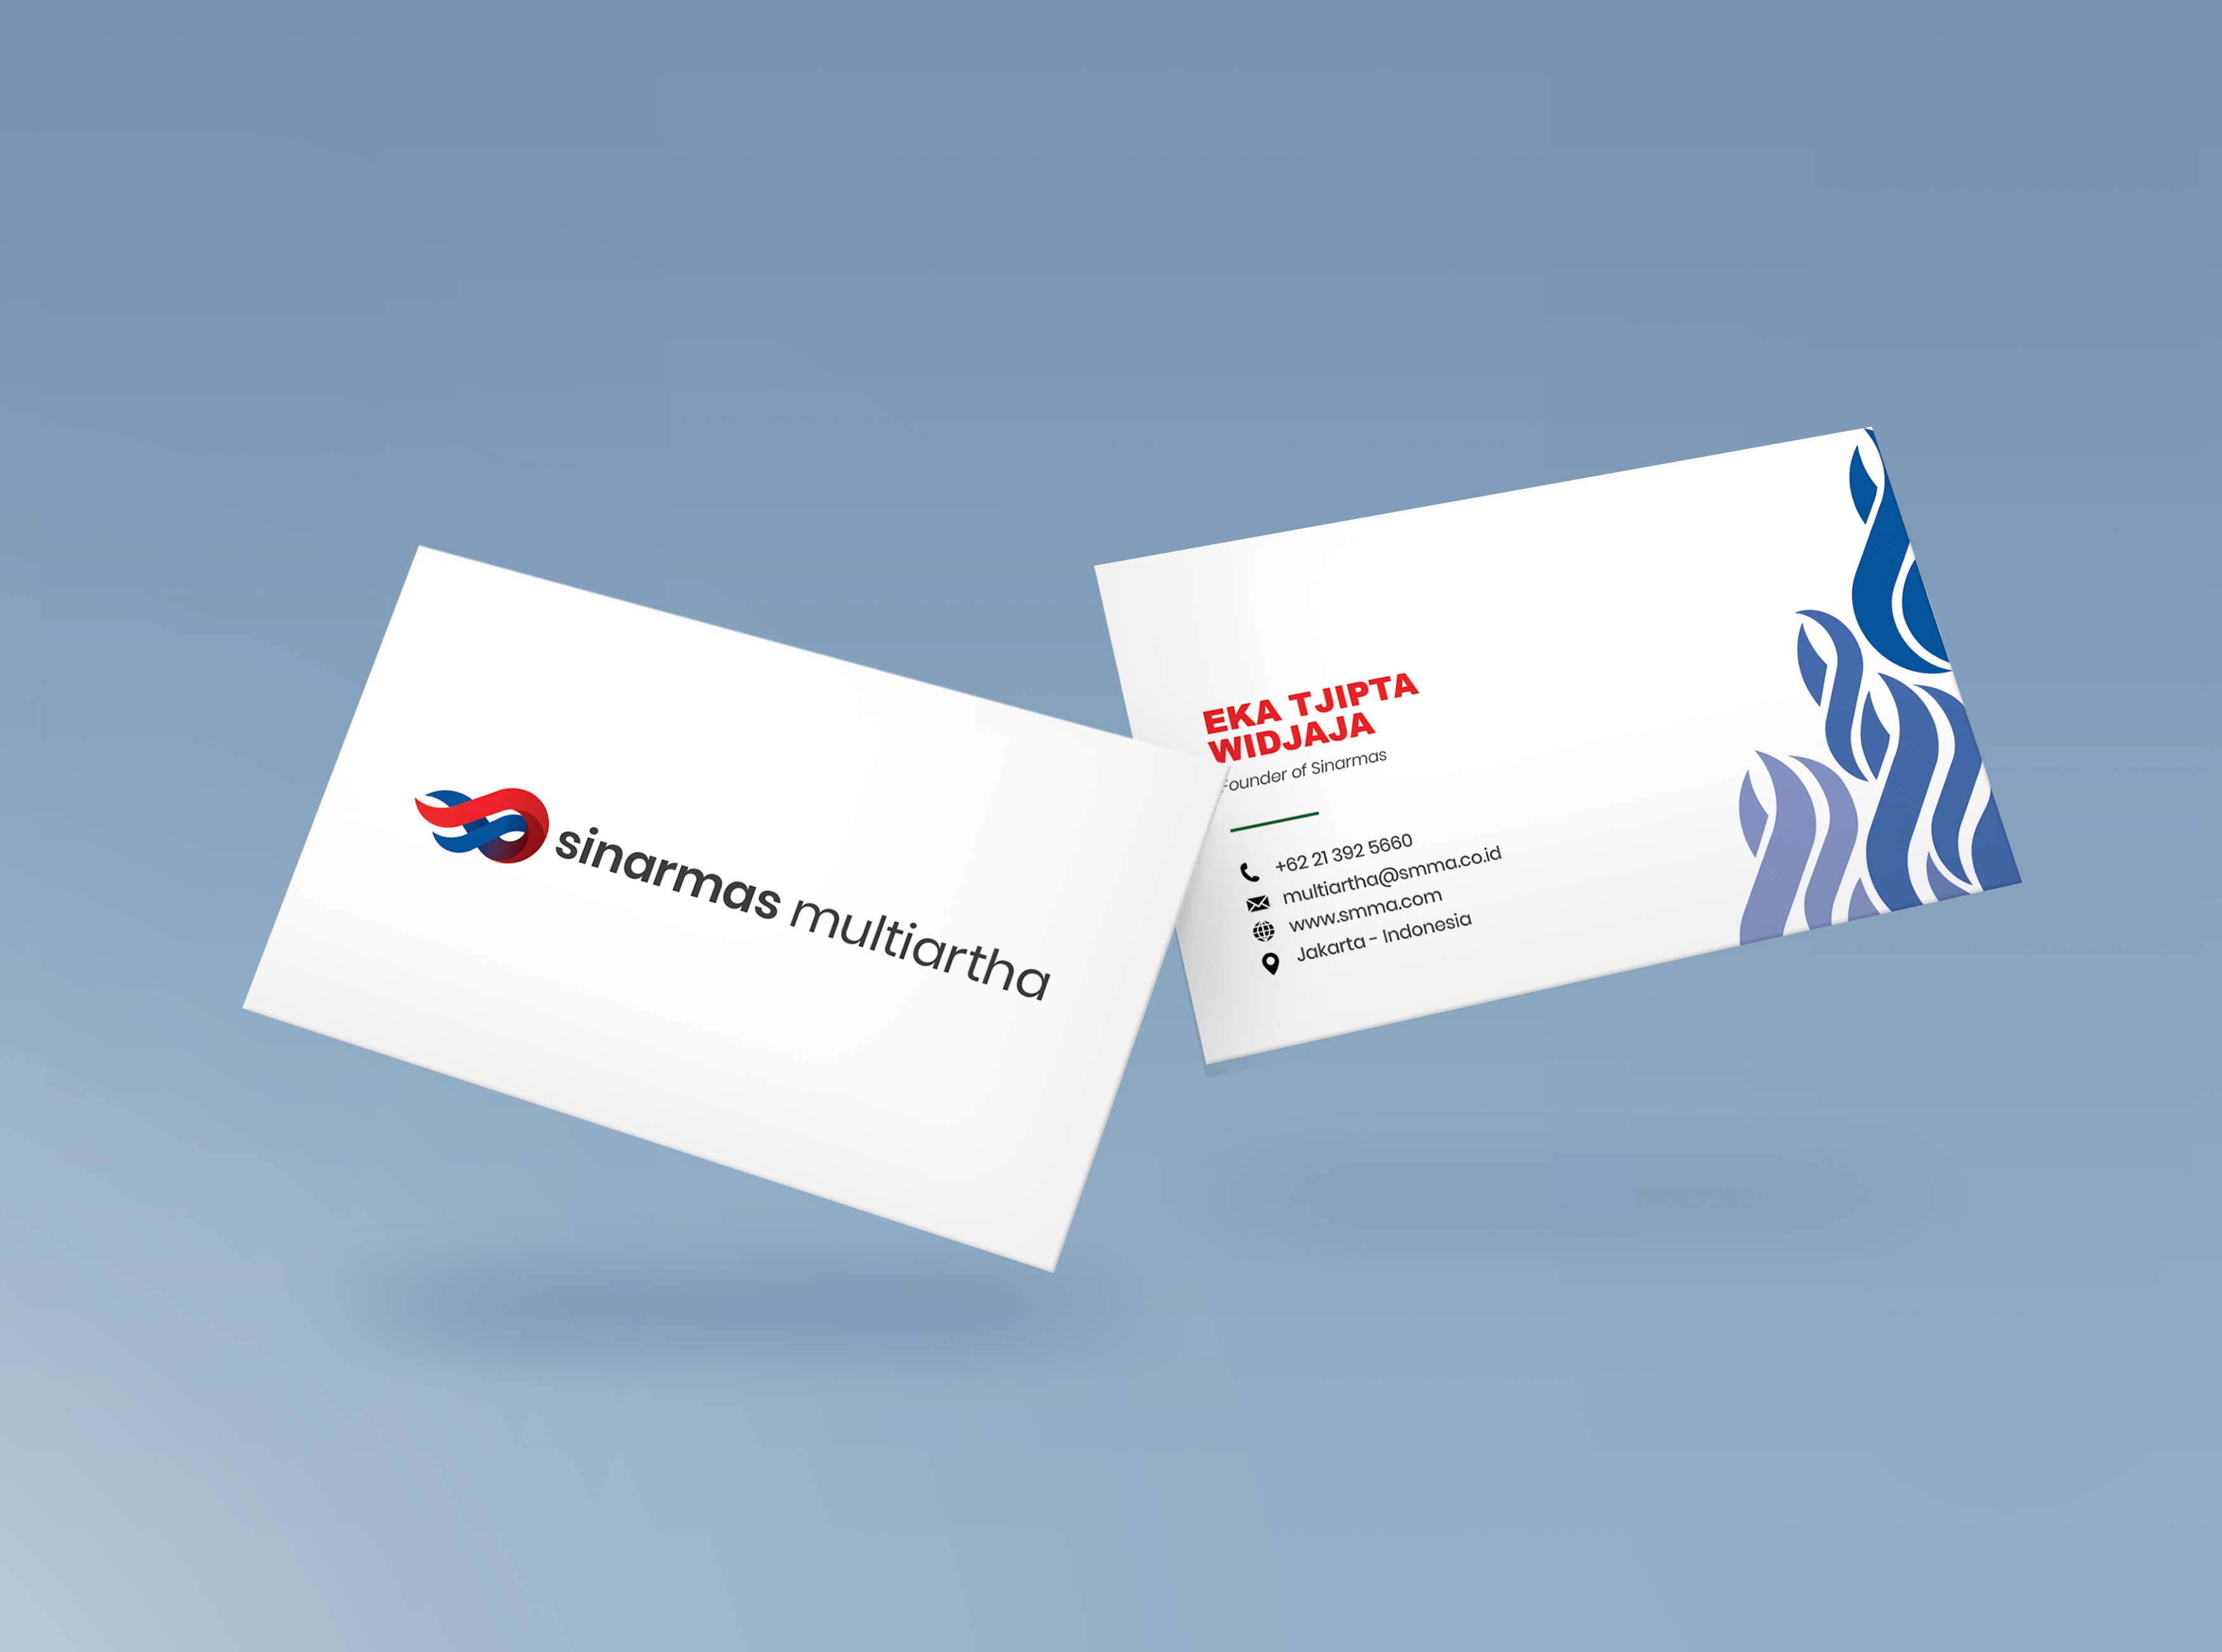 sinarmas multiartha
EKA TJIPTA
WIDJAJA
Founder of Sinarmas
+62 21 392 5660
multiartha@smma.co.id
www.smma.com
Jakarta - Indonesia